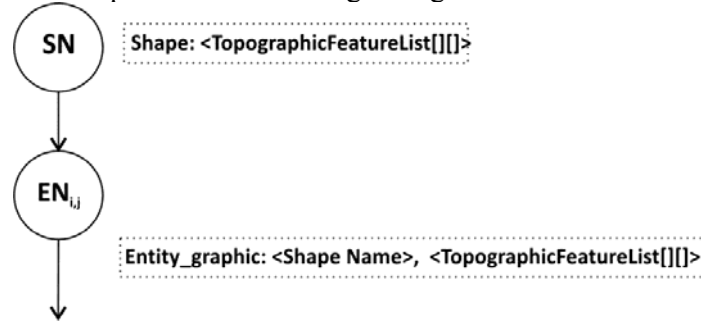 SN
Shape: <TopographicFeatureList[][]>
EN i,j
Entity_graphic: <Shape Name>, <TopographicFeatureList[][]>